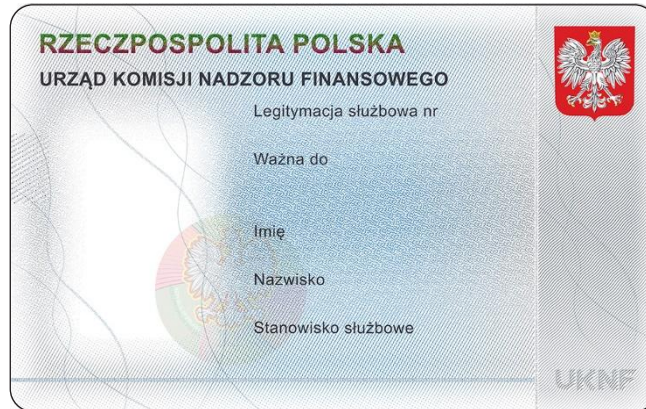 RZECZPOSPOLITA POLSKA
URZĄD KOMISJI NADZORU FINANSOWEGO
Legitymacja służbowa nr
Ważna do
Imię
Nazwisko
Stanowisko służbowe
UKNF